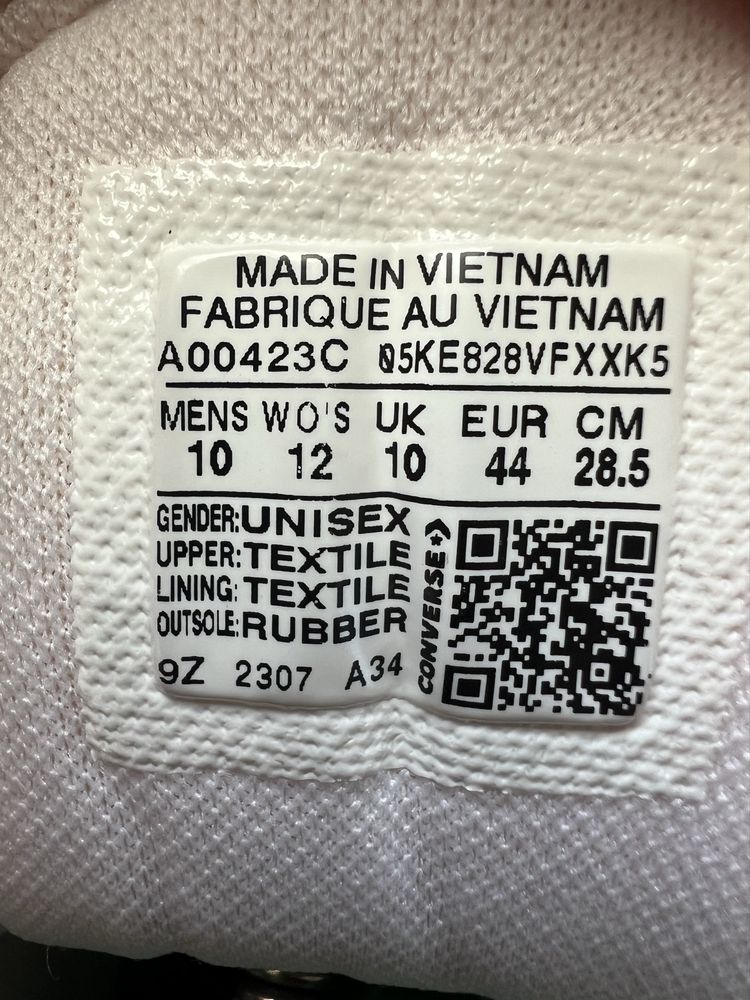 MADE IN VIETNAM
FABRIQUE AU VIETNAM
A00423C 05KE828VFXXK5
MENS WO'S UK EUR CM
10 12 10 44 28.5
GENDER:UNISEX
UPPER:TEXTILE
LINING:TEXTILE
OUTSOLE:RUBBER
9Z 2307 A34
CONVERSE